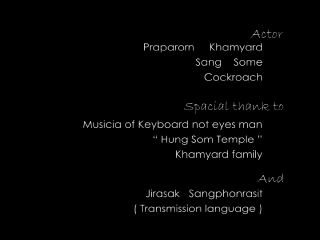 Actor
Praparorn Khamyard
Sang Some
Cockroach
Spacial thank to
Musicia of Keyboard not eyes man
“ Hung Som Temple ”
Khamyard family
And
Jirasak Sangphonrasit
( Transmission language )